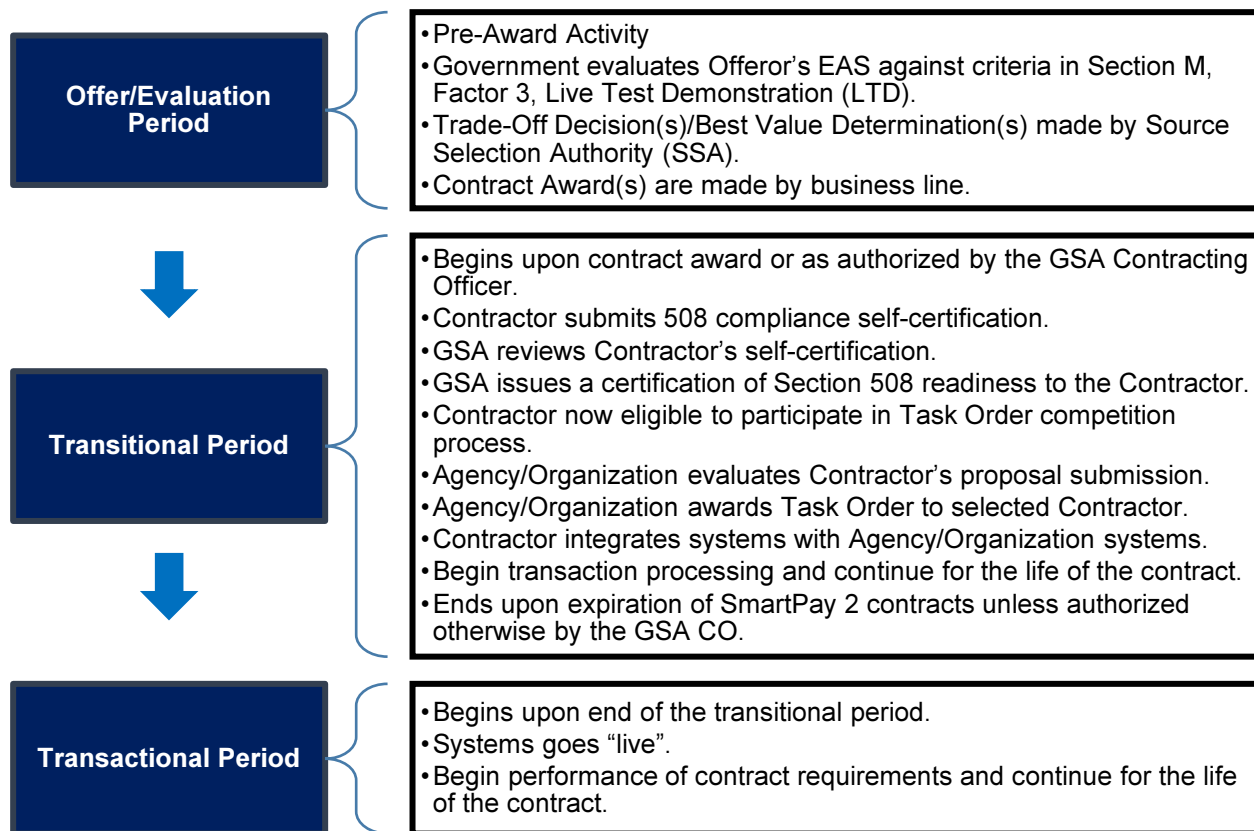 Offer/Evaluation
Period
•Pre-Award Activity
•Government evaluates Offeror’s EAS against criteria in Section M,
Factor 3, Live Test Demonstration (LTD).
•Trade-Off Decision(s)/Best Value Determination(s) made by Source
Selection Authority (SSA).
•Contract Award(s) are made by business line.
Transitional Period
•Begins upon contract award or as authorized by the GSA Contracting
Officer.
•Contractor submits 508 compliance self-certification.
•GSA reviews Contractor’s self-certification.
•GSA issues a certification of Section 508 readiness to the Contractor.
•Contractor now eligible to participate in Task Order competition
process.
•Agency/Organization evaluates Contractor’s proposal submission.
•Agency/Organization awards Task Order to selected Contractor.
•Contractor integrates systems with Agency/Organization systems.
•Begin transaction processing and continue for the life of the contract.
•Ends upon expiration of SmartPay 2 contracts unless authorized
otherwise by the GSA CO.
Transactional Period
•Begins upon end of the transitional period.
•Systems goes “live”.
•Begin performance of contract requirements and continue for the life
of the contract.